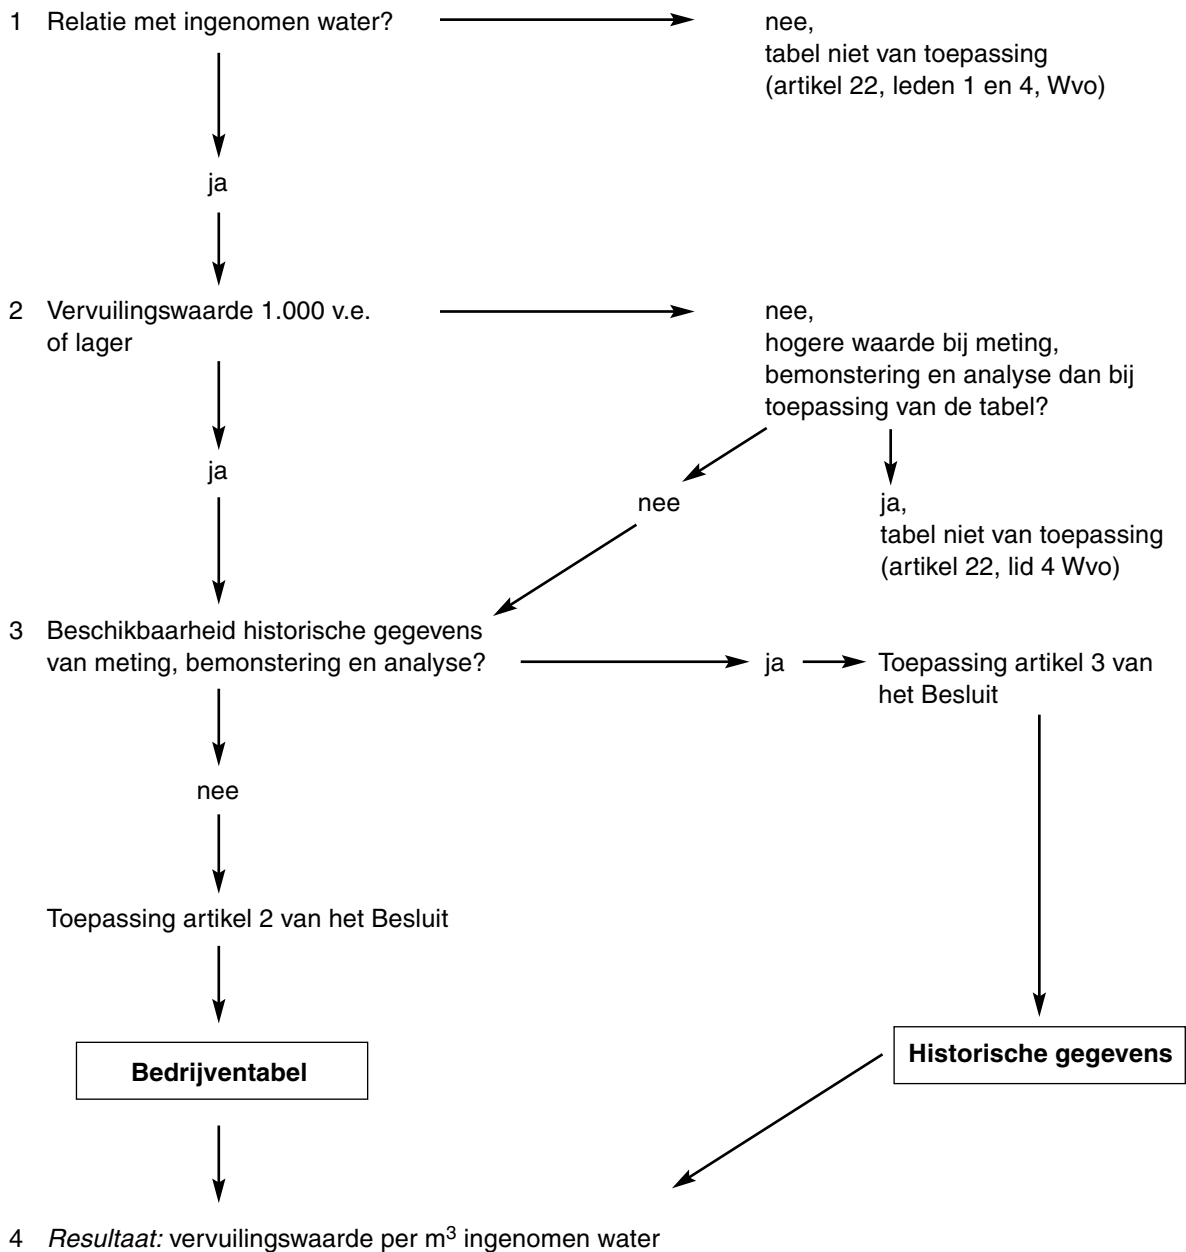 1 Relatie met ingenomen water?
nee,
tabel niet van toepassing
(artikel 22, leden 1 en 4, Wvo)
ja
2 Vervuilingswaarde 1.000 v.e.
of lager
nee,
hogere waarde bij meting,
bemonstering en analyse dan bij
toepassing van de tabel?
ja
nee
ja,
tabel niet van toepassing
(artikel 22, lid 4 Wvo)
3 Beschikbaarheid historische gegevens
van meting, bemonstering en analyse?
ja
Toepassing artikel 3 van
het Besluit
nee
Toepassing artikel 2 van het Besluit
Bedrijventabel
Historische gegevens
4 Resultaat: vervuilingswaarde per m³ ingenomen water